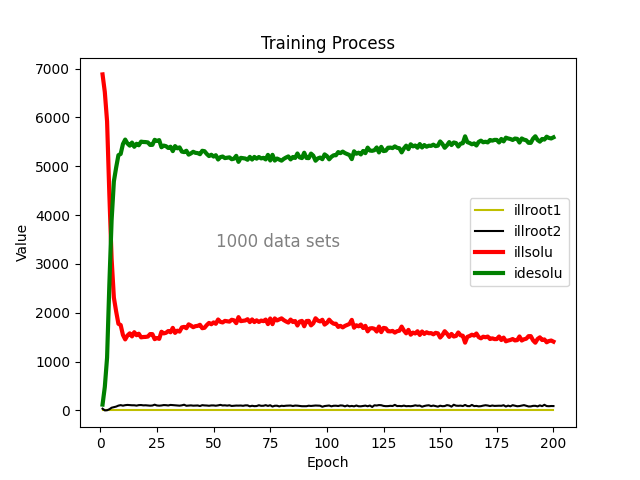 Training Process
7000
6000
5000
4000
3000
2000
1000
0
Value
1000 data sets
illroot1
illroot2
illsolu
idesolu
0 25 50 75 100 125 150 175 200
Epoch